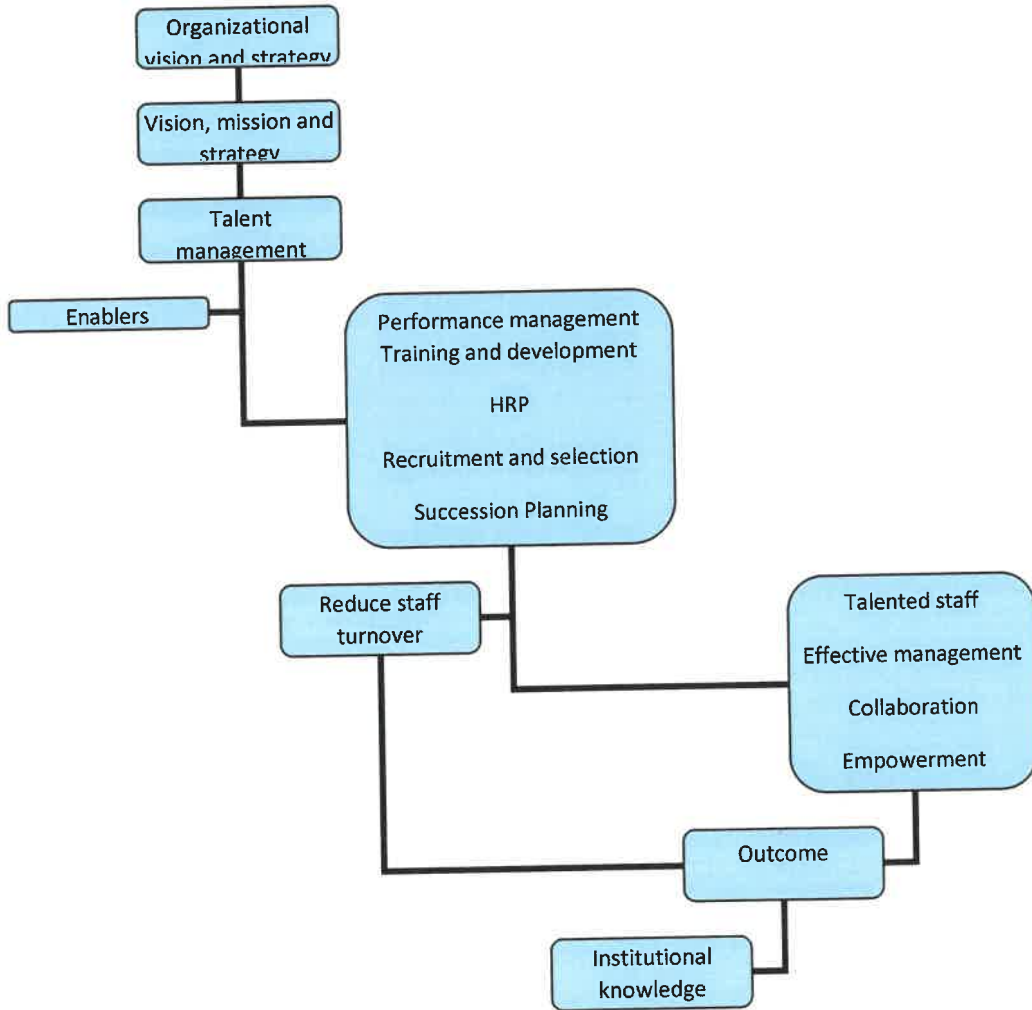 Organizational
vision and strategy
Vision, mission and
strategy
Talent
management
Enablers
Performance management
Training and development
HRP
Recruitment and selection
Succession Planning
Reduce staff
turnover
Talented staff
Effective management
Collaboration
Empowerment
Outcome
Institutional
knowledge